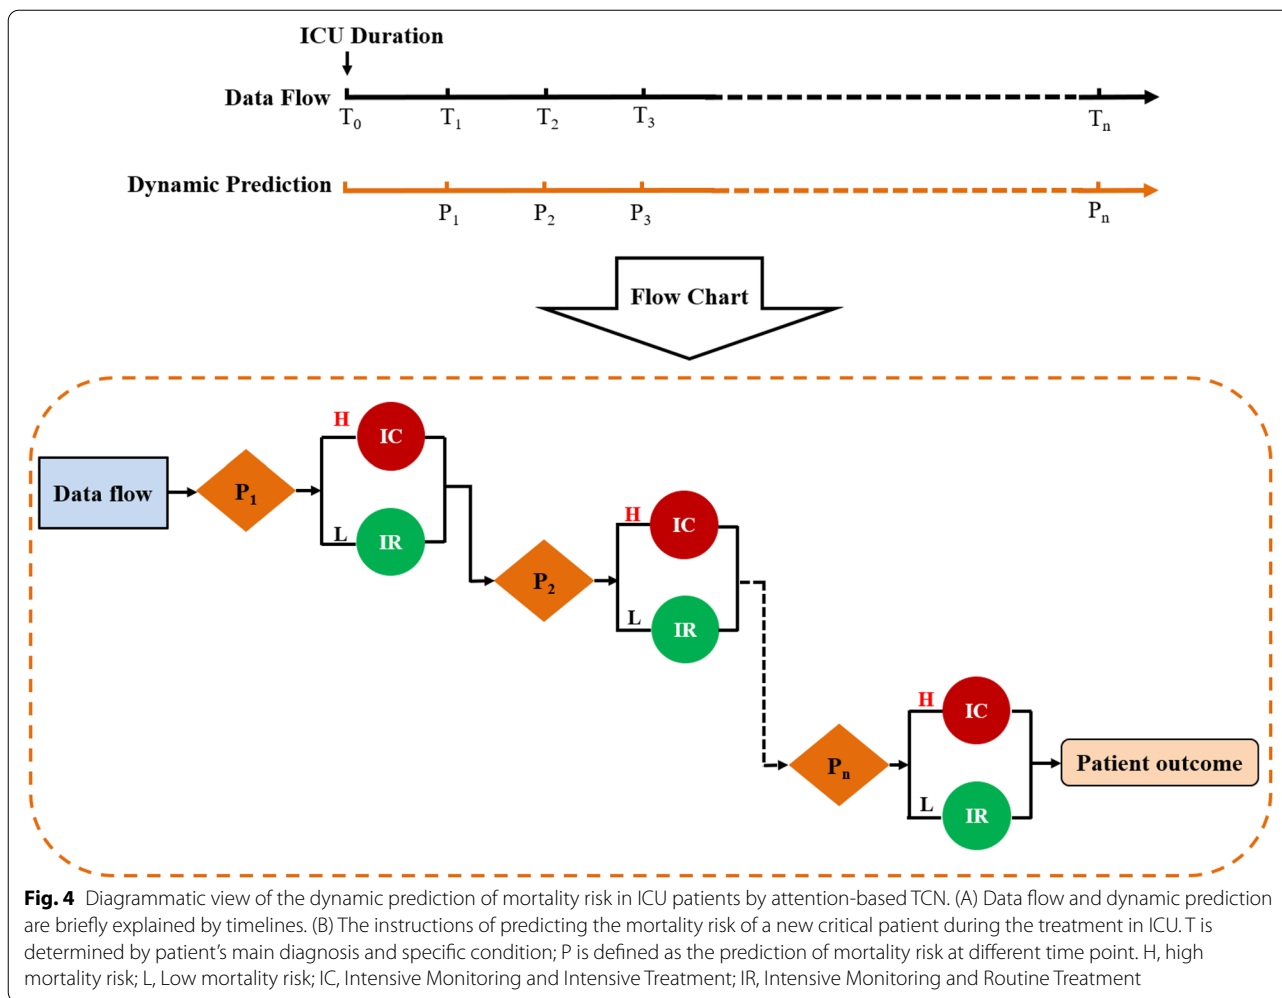 ICU Duration
Data Flow
T0 T1 T2 T3 Tn
Dynamic Prediction
P1 P2 P3 Pn
Flow Chart
H IC
Data flow P1
L IR
H IC
P2
L IR
H IC
Pn Patient outcome
L IR
Fig. 4 Diagrammatic view of the dynamic prediction of mortality risk in ICU patients by attention-based TCN. (A) Data flow and dynamic prediction
are briefly explained by timelines. (B) The instructions of predicting the mortality risk of a new critical patient during the treatment in ICU. T is
determined by patient’s main diagnosis and specific condition; P is defined as the prediction of mortality risk at different time point. H, high
mortality risk; L, Low mortality risk; IC, Intensive Monitoring and Intensive Treatment; IR, Intensive Monitoring and Routine Treatment